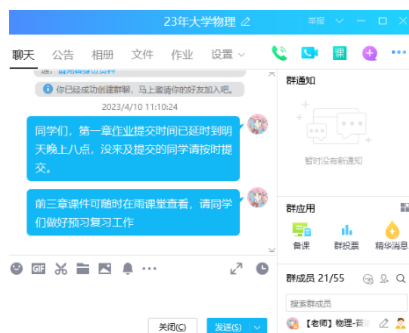 23年大学物理
举报
聊天 公告 相册 文件 作业 设置
课
你已经成功创建群聊，马上邀请你的好友加入吧。
2023/4/10 11:10:24
同学们，第一章作业提交时间已延时到明
天晚上八点，没来及提交的同学请按时提
交。
前三章课件可随时在雨课堂查看，请同学
们做好预习复习工作
GIF
关闭(C) 发送(S)
群通知
暂时没有新通知
群应用
备课 群投票 精华消息
群成员 21/55
搜索群成员
【老师】物理-